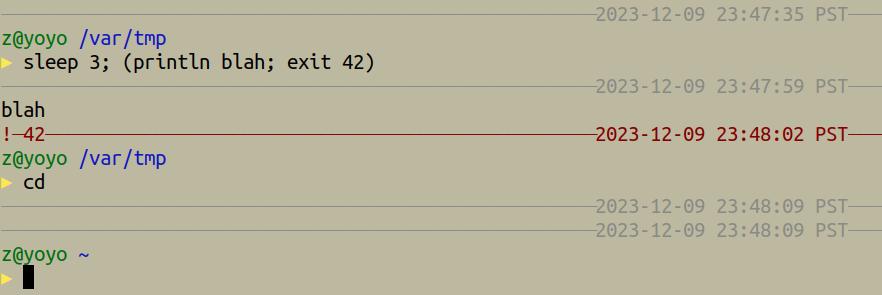 2023-12-09 23:47:35 PST
z@yoyo /var/tmp
▶ sleep 3; (println blah; exit 42)
2023-12-09 23:47:59 PST
blah
!─42 2023-12-09 23:48:02 PST
z@yoyo /var/tmp
▶ cd
2023-12-09 23:48:09 PST
2023-12-09 23:48:09 PST
z@yoyo ~
▶